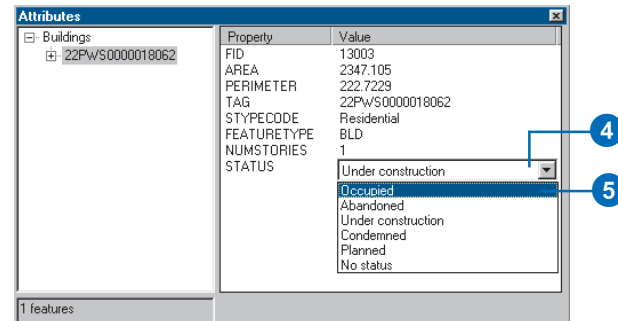 Attributes
Buildings
22PWS0000018062
Property Value
FID 13003
AREA 2347.105
PERIMETER 222.7229
TAG 22PWS0000018062
STYPECODE Residential
FEATURETYPE BLD
NUMSTORIES 1
STATUS Under construction
4
Occupied
5
Abandoned
Under construction
Condemned
Planned
No status
1 features